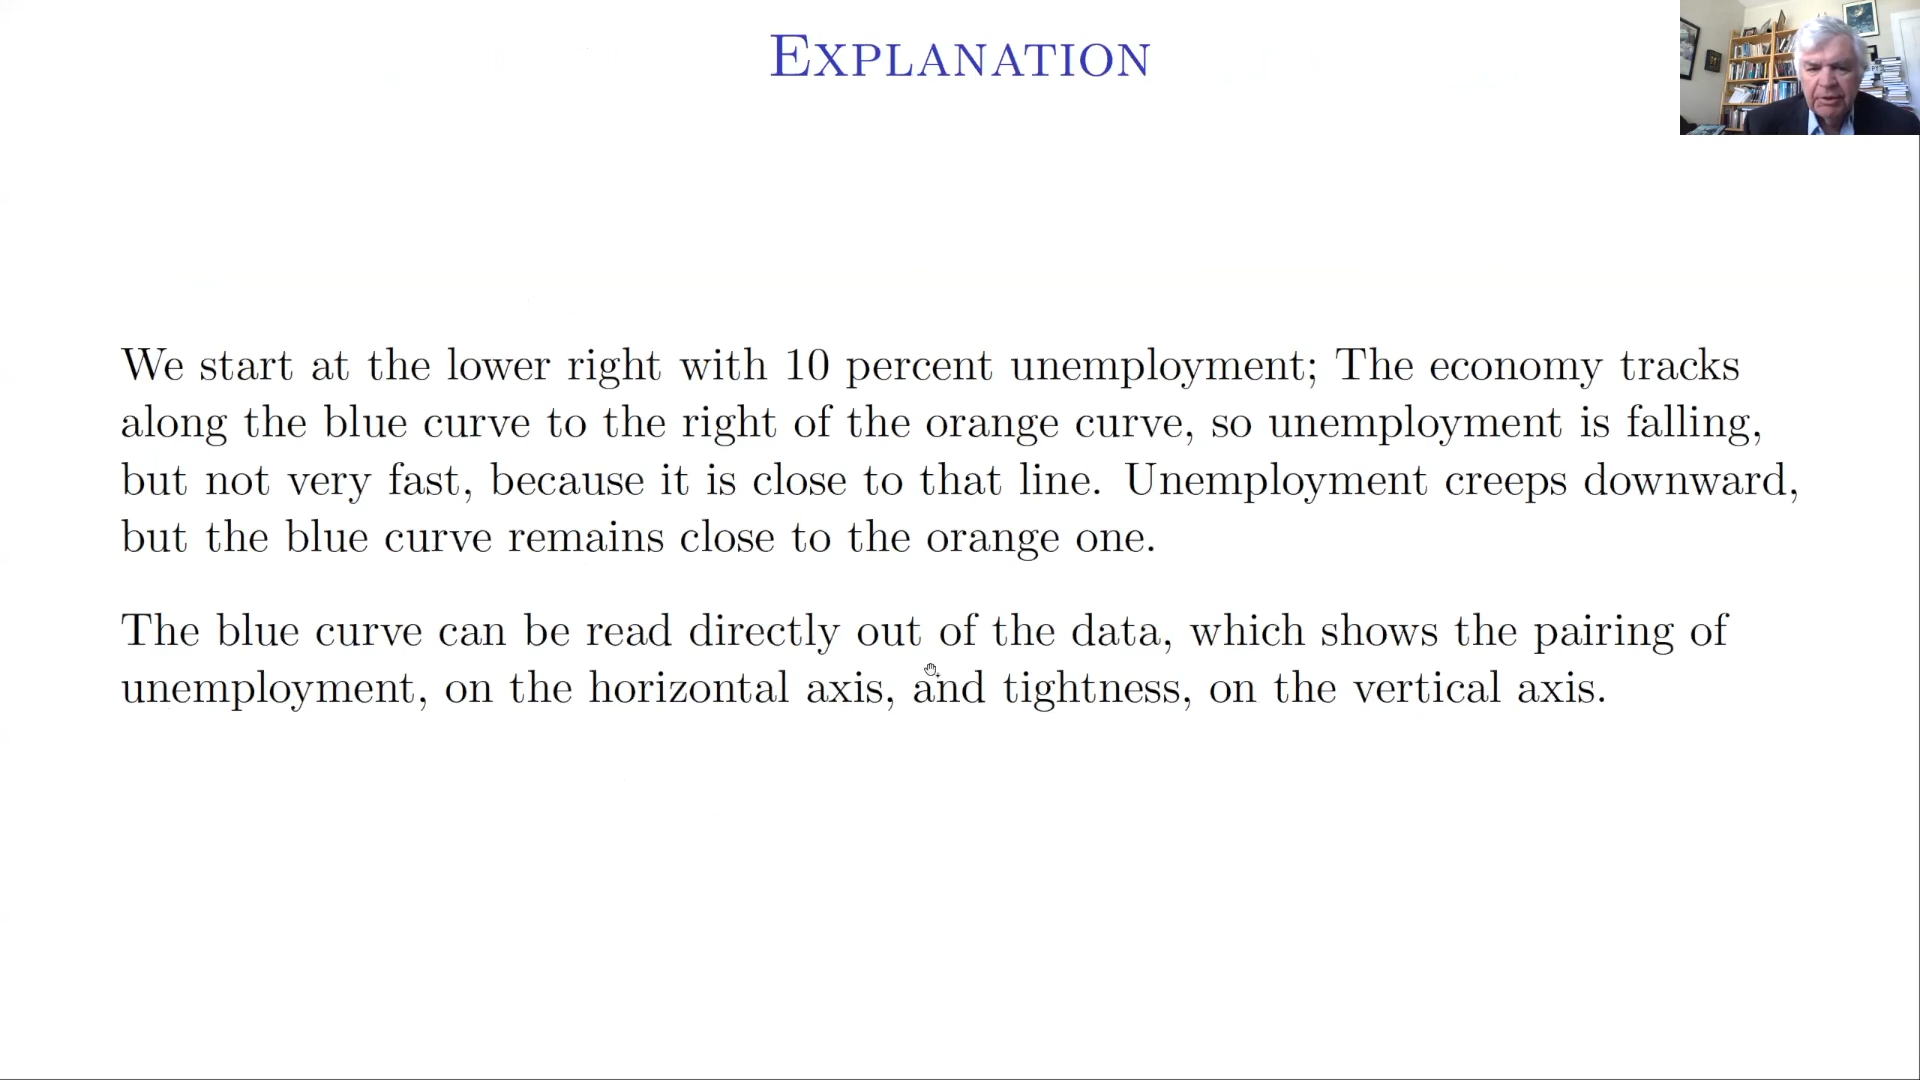 EXPLANATION
We start at the lower right with 10 percent unemployment; The economy tracks
along the blue curve to the right of the orange curve, so unemployment is falling,
but not very fast, because it is close to that line. Unemployment creeps downward,
but the blue curve remains close to the orange one.
The blue curve can be read directly out of the data, which shows the pairing of
unemployment, on the horizontal axis, and tightness, on the vertical axis.